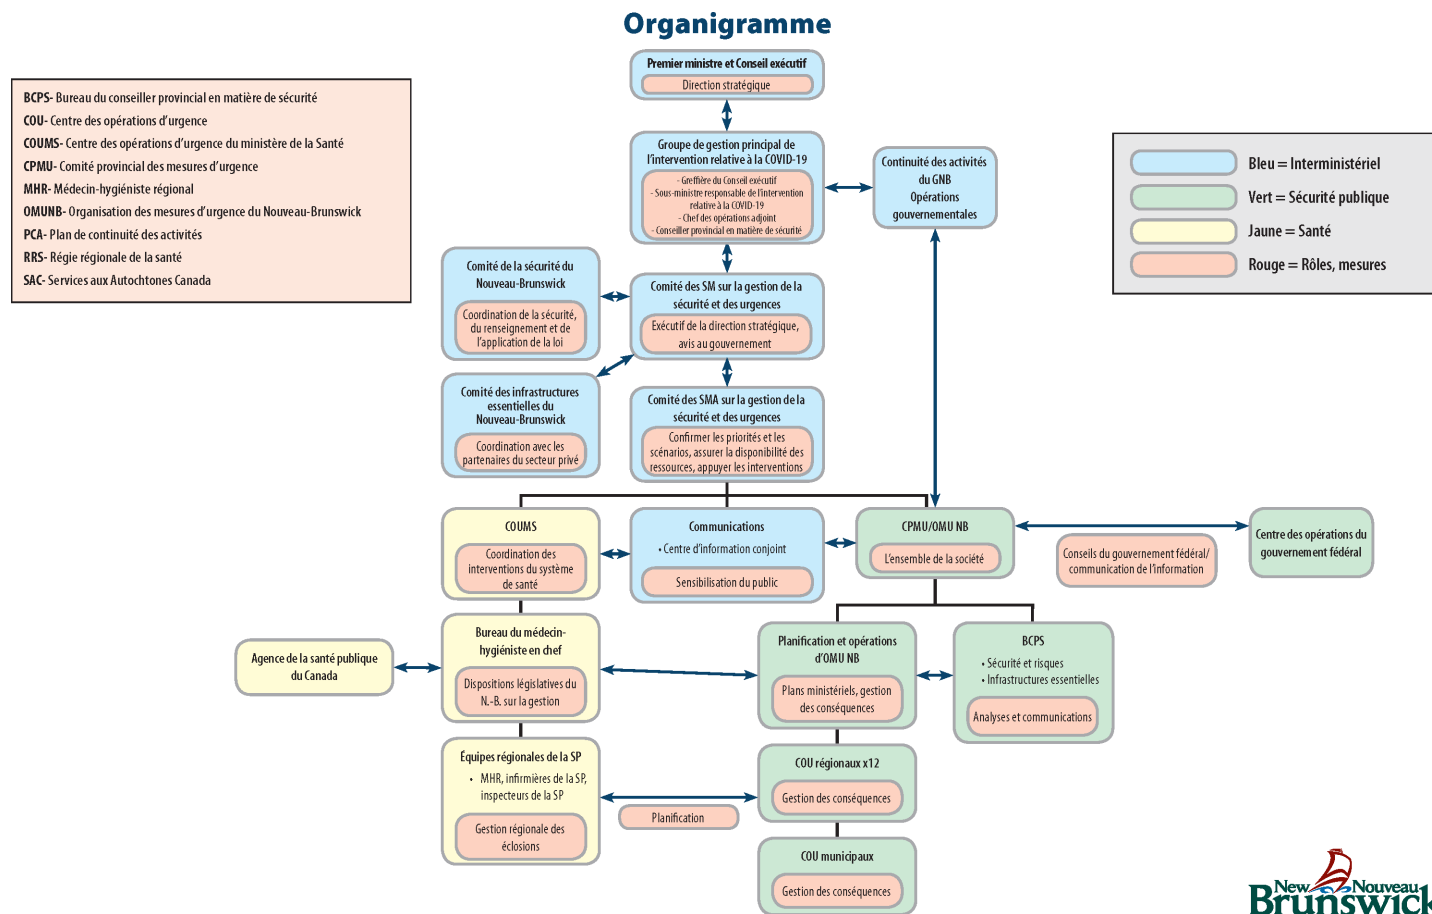 Organigramme
BCPS- Bureau du conseiller provincial en matière de sécurité
COU- Centre des opérations d'urgence
COUMS- Centre des opérations d'urgence du ministère de la Santé
CPMU- Comité provincial des mesures d'urgence
MHR- Médecin-hygiéniste régional
OMUNB- Organisation des mesures d'urgence du Nouveau-Brunswick
PCA- Plan de continuité des activités
RRS- Régie régionale de la santé
SAC- Services aux Autochtones Canada
Premier ministre et Conseil exécutif
Direction stratégique
Groupe de gestion principal de
l'intervention relative à la COVID-19
- Greffière du Conseil exécutif
- Sous-ministre responsable de l'intervention
relative à la COVID-19
- Chef des opérations adjoint
- Conseiller provincial en matière de sécurité
Continuité des activités
du GNB
Opérations
gouvernementales
Bleu = Interministériel
Vert = Sécurité publique
Jaune = Santé
Rouge = Rôles, mesures
Comité de la sécurité du
Nouveau-Brunswick
Coordination de la sécurité,
du renseignement et de
l'application de la loi
Comité des SM sur la gestion de la
sécurité et des urgences
Exécutif de la direction stratégique,
avis au gouvernement
Comité des infrastructures
essentielles du
Nouveau-Brunswick
Coordination avec les
partenaires du secteur privé
Comité des SMA sur la gestion de la
sécurité et des urgences
Confirmer les priorités et les
scénarios, assurer la disponibilité des
ressources, appuyer les interventions
COUMS
Coordination des
interventions du système
de santé
Communications
• Centre d'information conjoint
Sensibilisation du public
CPMU/OMU NB
L'ensemble de la société
Conseils du gouvernement fédéral/
communication de l'information
Centre des opérations du
gouvernement fédéral
Agence de la santé publique
du Canada
Bureau du médecin-
hygiéniste en chef
Dispositions législatives du
N.-B. sur la gestion
Planification et opérations
d'OMU NB
Plans ministériels, gestion
des conséquences
BCPS
• Sécurité et risques
• Infrastructures essentielles
Analyses et communications
Équipes régionales de la SP
• MHR, infirmières de la SP,
inspecteurs de la SP
Gestion régionale des
éclosions
Planification
COU régionaux x12
Gestion des conséquences
COU municipaux
Gestion des conséquences
New Nouveau
Brunswick